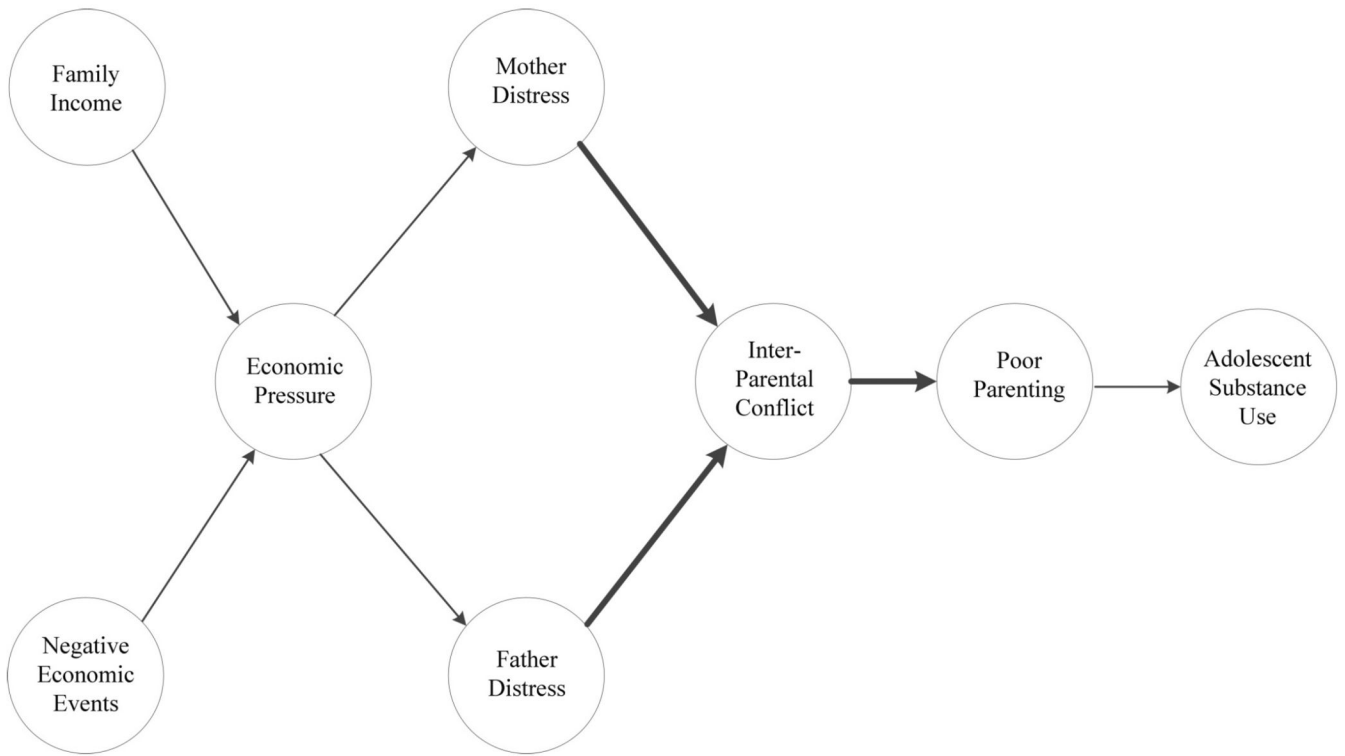 Family
Income
Mother
Distress
Economic
Pressure
Inter-
Parental
Conflict
Poor
Parenting
Adolescent
Substance
Use
Negative
Economic
Events
Father
Distress